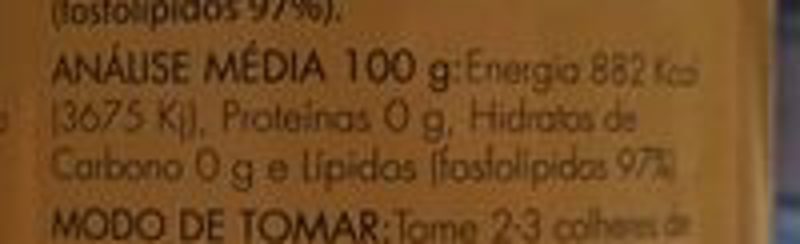 (fosfolípidos 97%).
ANÁLISE MÉDIA 100 g: Energia 882 Kcal
(3675 Kj), Proteínas 0 g, Hidratos de
Carbono 0 g e Lípidos (fosfolípidos 97%)
MODO DE TOMAR: Tome 2-3 colheres de